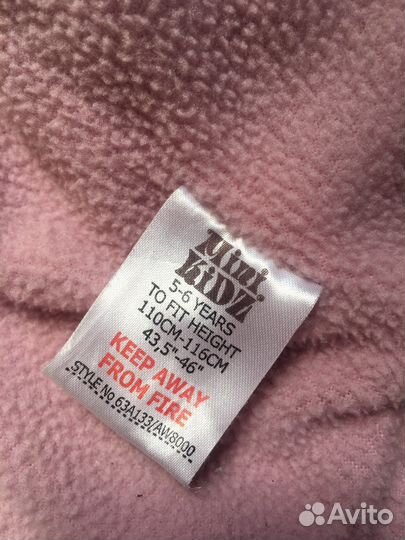 Mini
KiDZ
5-6 YEARS
TO FIT HEIGHT
110CM-116CM
43,5"-46"
KEEP AWAY
FROM FIRE
STYLE No 63A133/AW8000
Avito